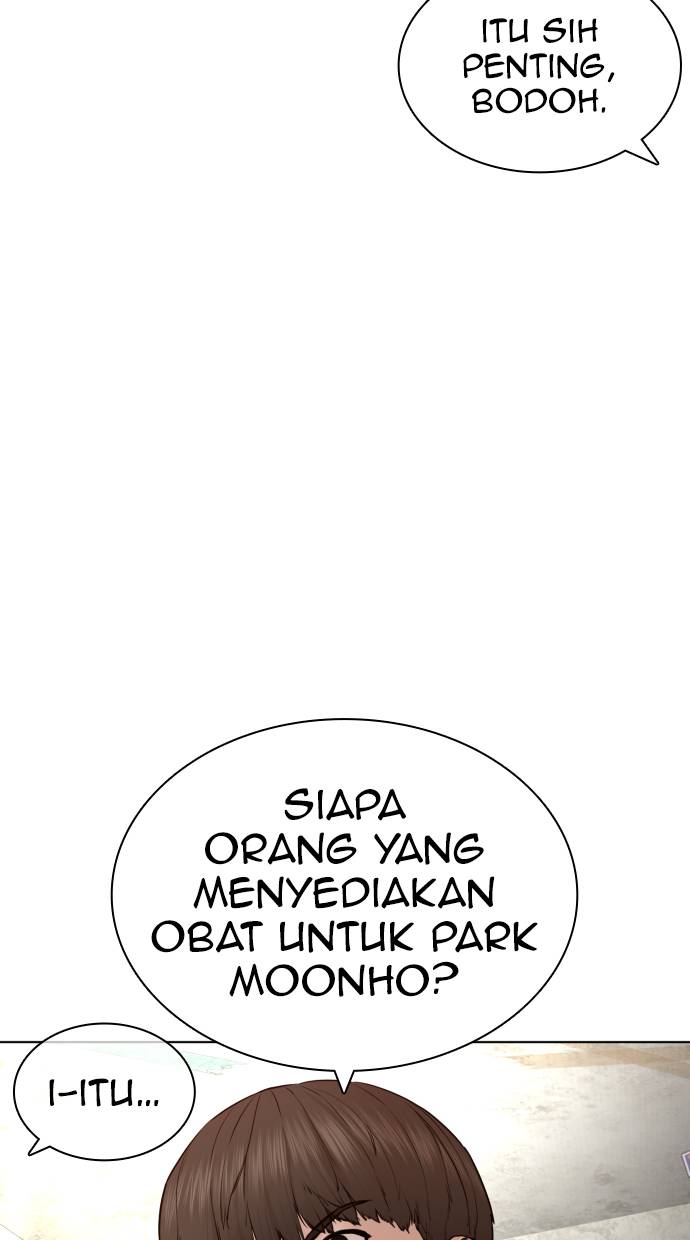 ITU SIH
PENTING,
BODOH.
SIAPA
ORANG YANG
MENYEDIAKAN
OBAT UNTUK PARK
MOONHO?
I-ITU...